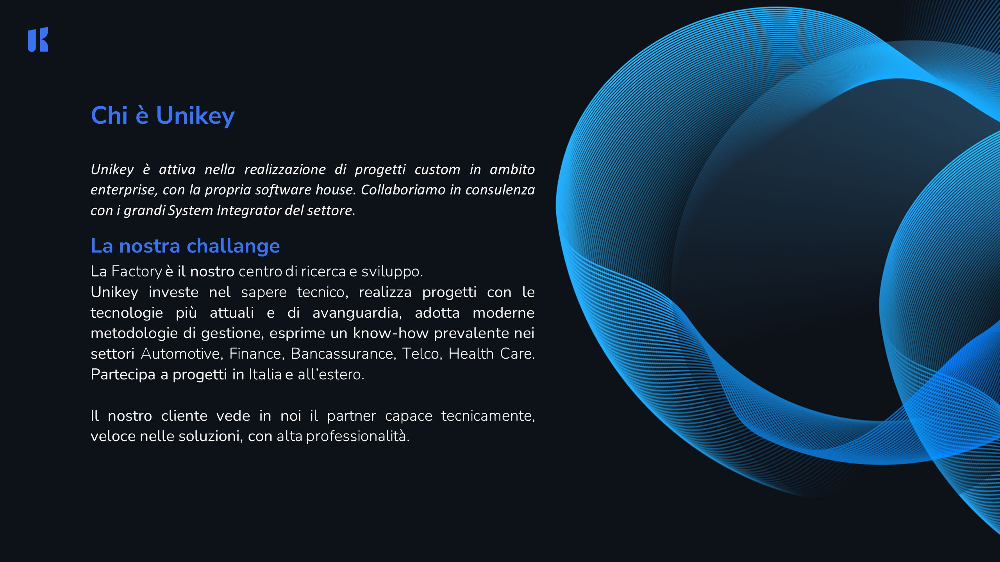 Chi è Unikey
Unikey è attiva nella realizzazione di progetti custom in ambito
enterprise, con la propria software house. Collaboriamo in consulenza
con i grandi System Integrator del settore.
La nostra challange
La Factory è il nostro centro di ricerca e sviluppo.
Unikey investe nel sapere tecnico, realizza progetti con le
tecnologie più attuali e di avanguardia, adotta moderne
metodologie di gestione, esprime un know-how prevalente nei
settori Automotive, Finance, Bancassurance, Telco, Health Care.
Partecipa a progetti in Italia e all’estero.
Il nostro cliente vede in noi il partner capace tecnicamente,
veloce nelle soluzioni, con alta professionalità.